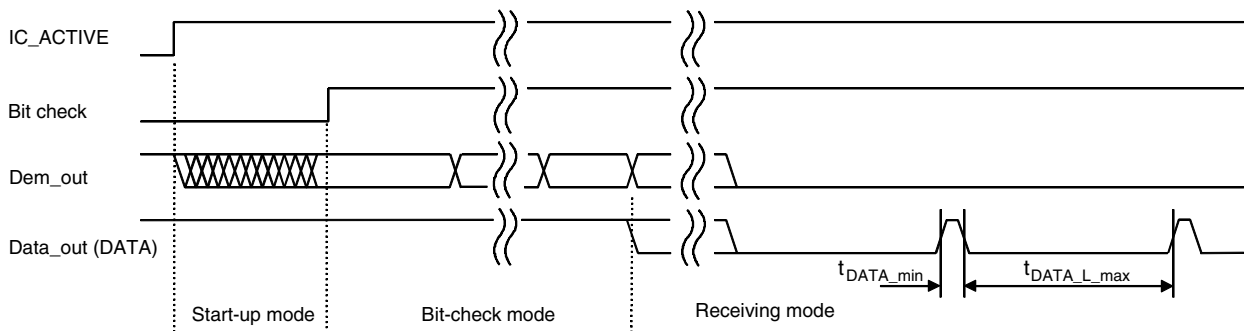 IC_ACTIVE
Bit check
Dem_out
Data_out (DATA)
tDATA_min
tDATA_L_max
Start-up mode
Bit-check mode
Receiving mode